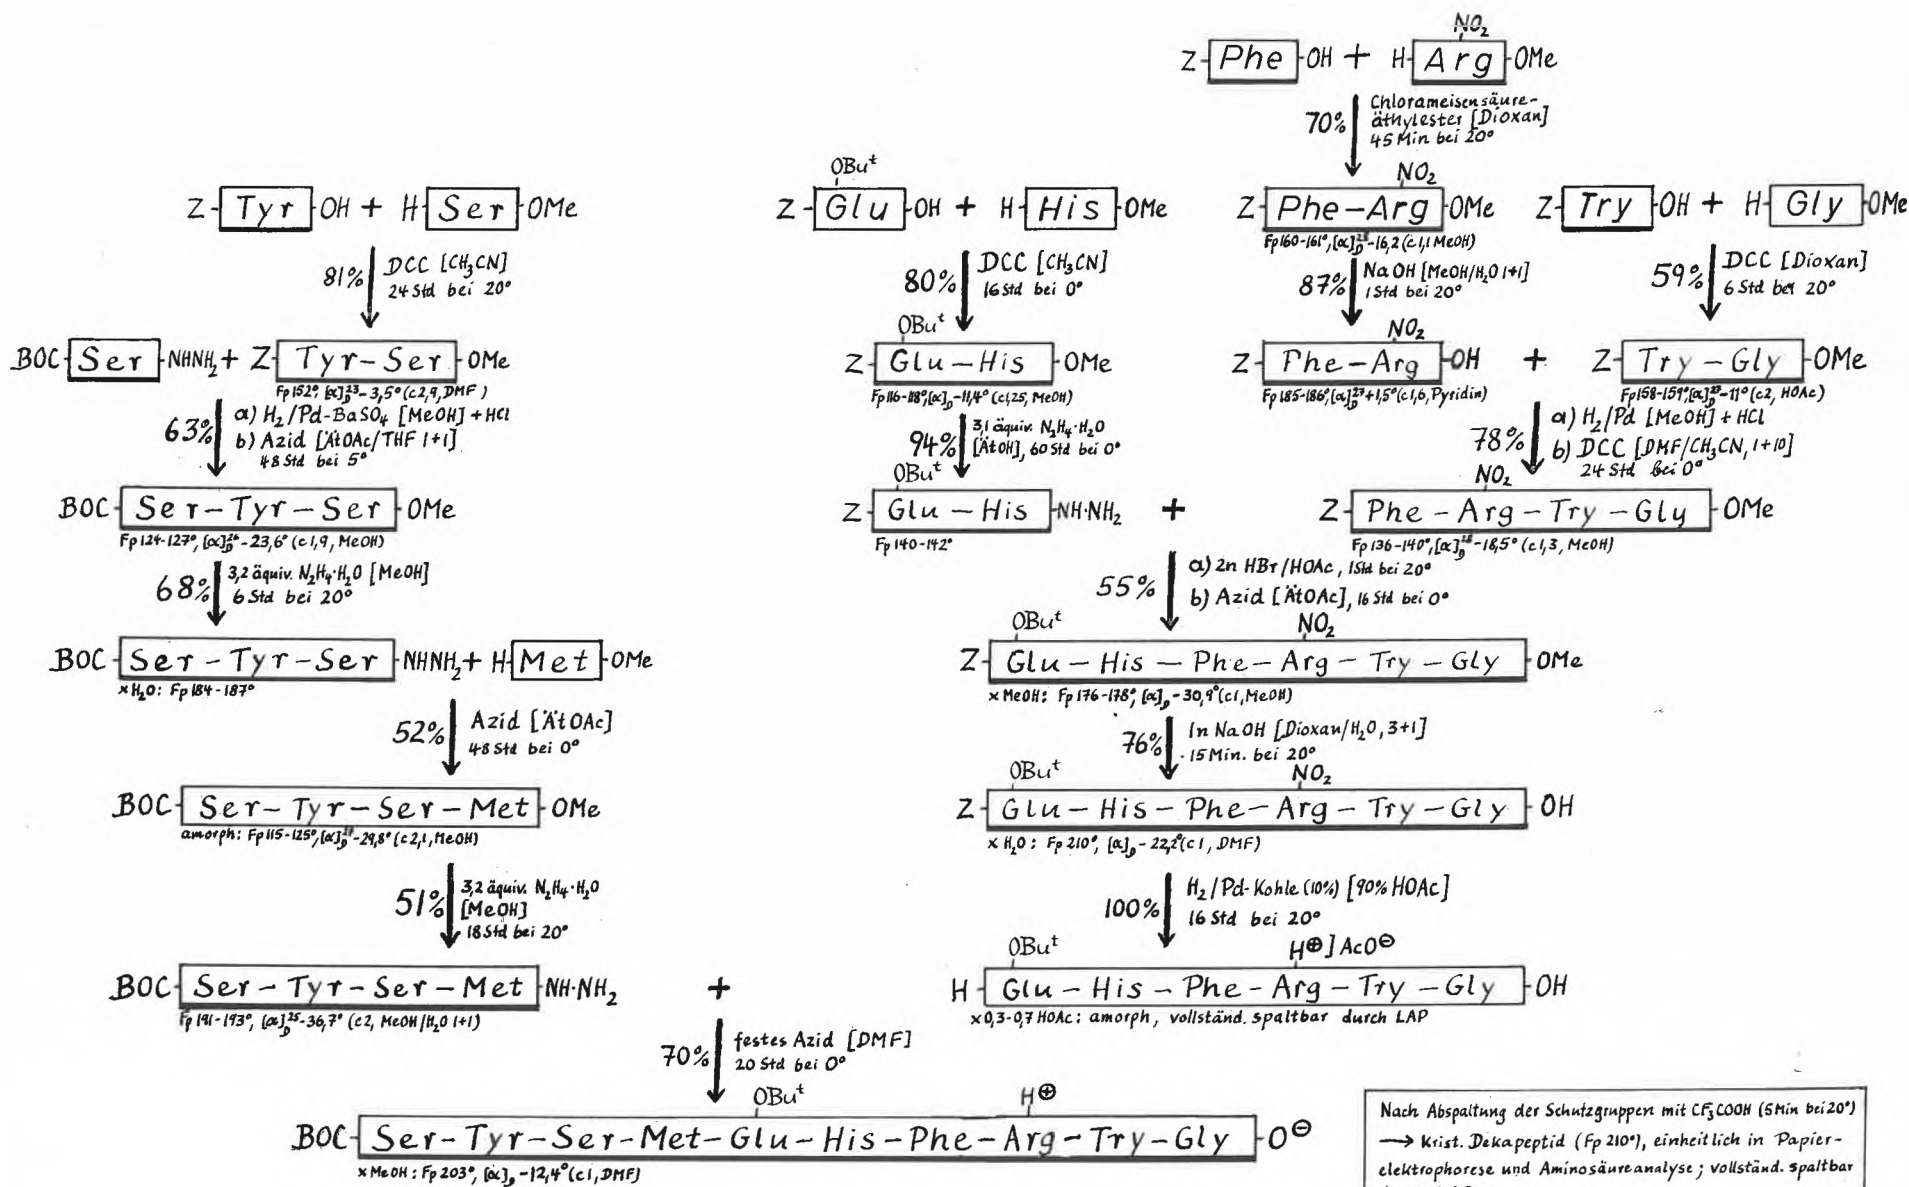 NO₂
Z-Phe-OH + H-Arg-OMe
70%
Chlorameisensäure-
äthylester [Dioxan]
45 Min bei 20°
OBuᵗ
NO₂
Z-Tyr-OH + H-Ser-OMe
Z-Glu-OH + H-His-OMe
Z-Phe-Arg-OMe
Z-Try-OH + H-Gly-OMe
Fp 160-161°, [α]D -16,2 (c 1,1 MeOH)
81%
DCC [CH₃CN]
24 Std bei 20°
80%
DCC [CH₃CN]
16 Std bei 0°
87%
NaOH [MeOH/H₂O 1+1]
1 Std bei 20°
59%
DCC [Dioxan]
6 Std bei 20°
OBuᵗ
NO₂
BOC-Ser-NHNH₂ + Z-Tyr-Ser-OMe
Z-Glu-His-OMe
Z-Phe-Arg-OH + Z-Try-Gly-OMe
Fp 152°, [α]D²³ -3,5° (c 2,9, DMF)
Fp 116-118°, [α]D -11,4° (c 1,25, MeOH)
Fp 185-186°, [α]D²⁷ +1,5° (c 1,6, Pyridin)
Fp 158-159°, [α]D -11° (c 2, HOAc)
63%
a) H₂/Pd-BaSO₄ [MeOH] + HCl
b) Azid [ÄtOAc/THF 1+1]
48 Std bei 5°
94%
3,1 äquiv. N₂H₄·H₂O
[ÄtOH], 60 Std bei 0°
78%
a) H₂/Pd [MeOH] + HCl
b) DCC [DMF/CH₃CN, 1+10]
24 Std bei 0°
OBuᵗ
NO₂
BOC-Ser-Tyr-Ser-OMe
Z-Glu-His-NH·NH₂ + Z-Phe-Arg-Try-Gly-OMe
Fp 124-127°, [α]D²⁶ -23,6° (c 1,9, MeOH)
Fp 140-142°
Fp 136-140°, [α]D -18,5° (c 1,3, MeOH)
68%
3,2 äquiv. N₂H₄·H₂O [MeOH]
6 Std bei 20°
55%
a) 2n HBr/HOAc, 1 Std bei 20°
b) Azid [ÄtOAc], 16 Std bei 0°
OBuᵗ
NO₂
BOC-Ser-Tyr-Ser-NHNH₂ + H-Met-OMe
Z-Glu-His-Phe-Arg-Try-Gly-OMe
x H₂O: Fp 184-187°
x MeOH: Fp 176-178°, [α]D -30,9° (c 1, MeOH)
52%
Azid [ÄtOAc]
48 Std bei 0°
76%
1n NaOH [Dioxan/H₂O, 3+1]
15 Min. bei 20°
OBuᵗ
NO₂
BOC-Ser-Tyr-Ser-Met-OMe
Z-Glu-His-Phe-Arg-Try-Gly-OH
amorph: Fp 115-125°, [α]D -29,8° (c 2,1, MeOH)
x H₂O: Fp 210°, [α]D -22,2° (c 1, DMF)
51%
3,2 äquiv. N₂H₄·H₂O
[MeOH]
18 Std bei 20°
100%
H₂/Pd-Kohle (10%) [90% HOAc]
16 Std bei 20°
OBuᵗ
H⊕] AcO⊖
BOC-Ser-Tyr-Ser-Met-NH·NH₂ + H-Glu-His-Phe-Arg-Try-Gly-OH
Fp 191-193°, [α]D²⁵ -36,7° (c 2, MeOH/H₂O 1+1)
x 0,3-0,7 HOAc: amorph, vollständ. spaltbar durch LAP
70%
festes Azid [DMF]
20 Std bei 0°
OBuᵗ
H⊕
BOC-Ser-Tyr-Ser-Met-Glu-His-Phe-Arg-Try-Gly-O⊖
x MeOH: Fp 203°, [α]D -12,4° (c 1, DMF)
Nach Abspaltung der Schutzgruppen mit CF₃COOH (5 Min bei 20°)
→ Krist. Dekapeptid (Fp 210°), einheitlich in Papier-
elektrophorese und Aminosäureanalyse; vollständ. spaltbar